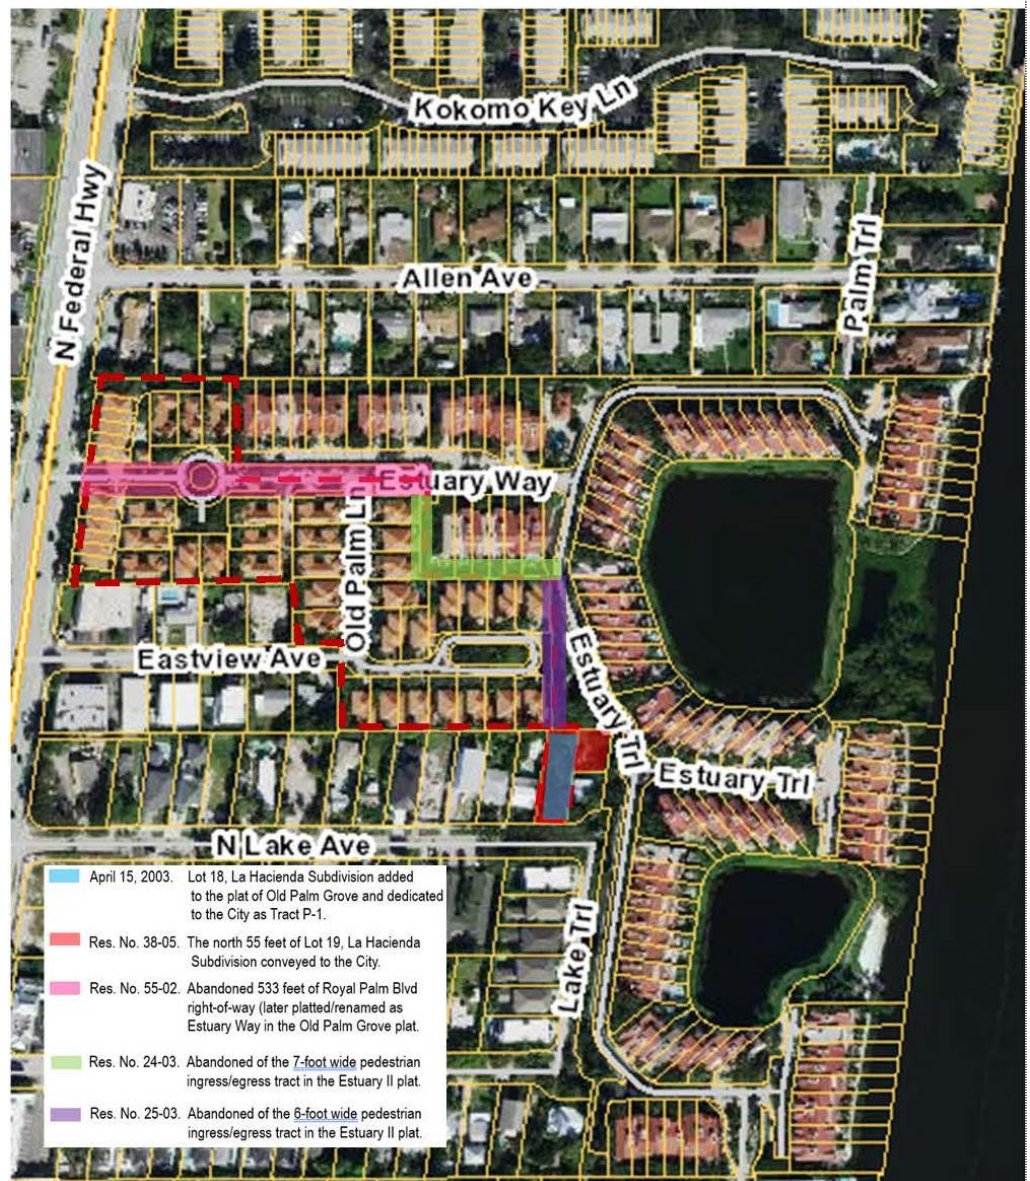 Kokomo Key Ln
N Federal Hwy
Palm Trl
Allen Ave
Estuary Way
Old Palm Ln
Eastview Ave
Estuary Trl
Estuary Trl
N Lake Ave
Lake Trl
April 15, 2003. Lot 18, La Hacienda Subdivision added
to the plat of Old Palm Grove and dedicated
to the City as Tract P-1.
Res. No. 38-05. The north 55 feet of Lot 19, La Hacienda
Subdivision conveyed to the City.
Res. No. 55-02. Abandoned 533 feet of Royal Palm Blvd
right-of-way (later platted/renamed as
Estuary Way in the Old Palm Grove plat.
Res. No. 24-03. Abandoned of the 7-foot wide pedestrian
ingress/egress tract in the Estuary II plat.
Res. No. 25-03. Abandoned of the 6-foot wide pedestrian
ingress/egress tract in the Estuary II plat.